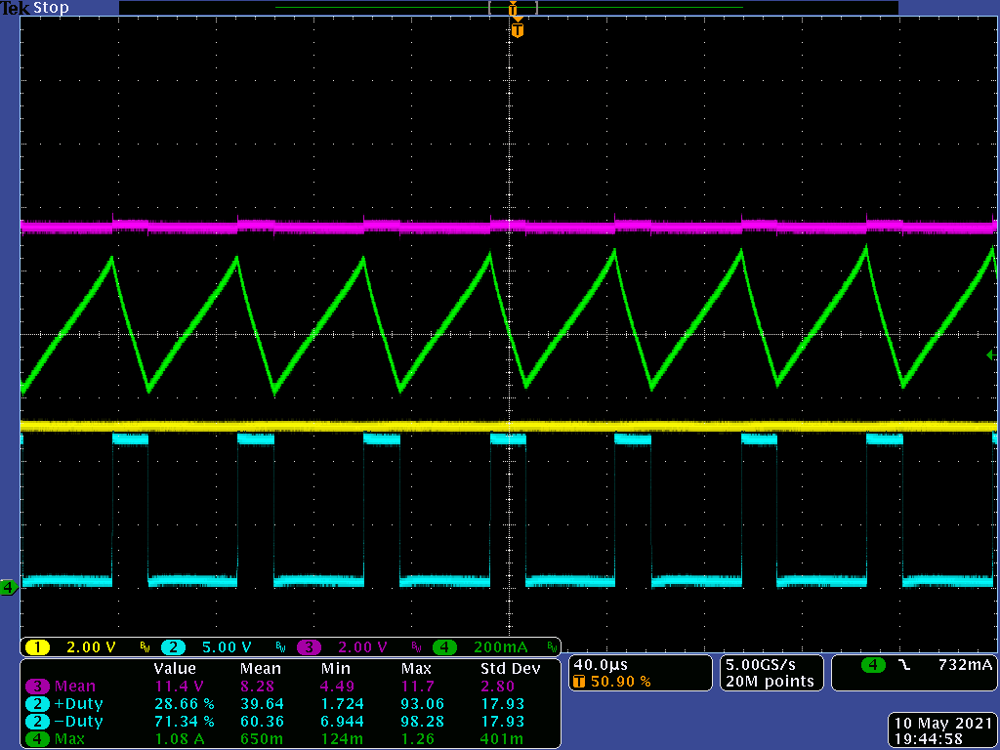 Tek Stop
T
T
4
1 2.00 V BW 2 5.00 V BW 3 2.00 V BW 4 200mA BW
Value Mean Min Max Std Dev
3 Mean 11.4 V 8.28 4.49 11.7 2.80
2 +Duty 28.66 % 39.64 1.724 93.06 17.93
2 −Duty 71.34 % 60.36 6.944 98.28 17.93
4 Max 1.08 A 650m 124m 1.26 401m
40.0µs
T 50.90 %
5.00GS/s
20M points
4 732mA
10 May 2021
19:44:58